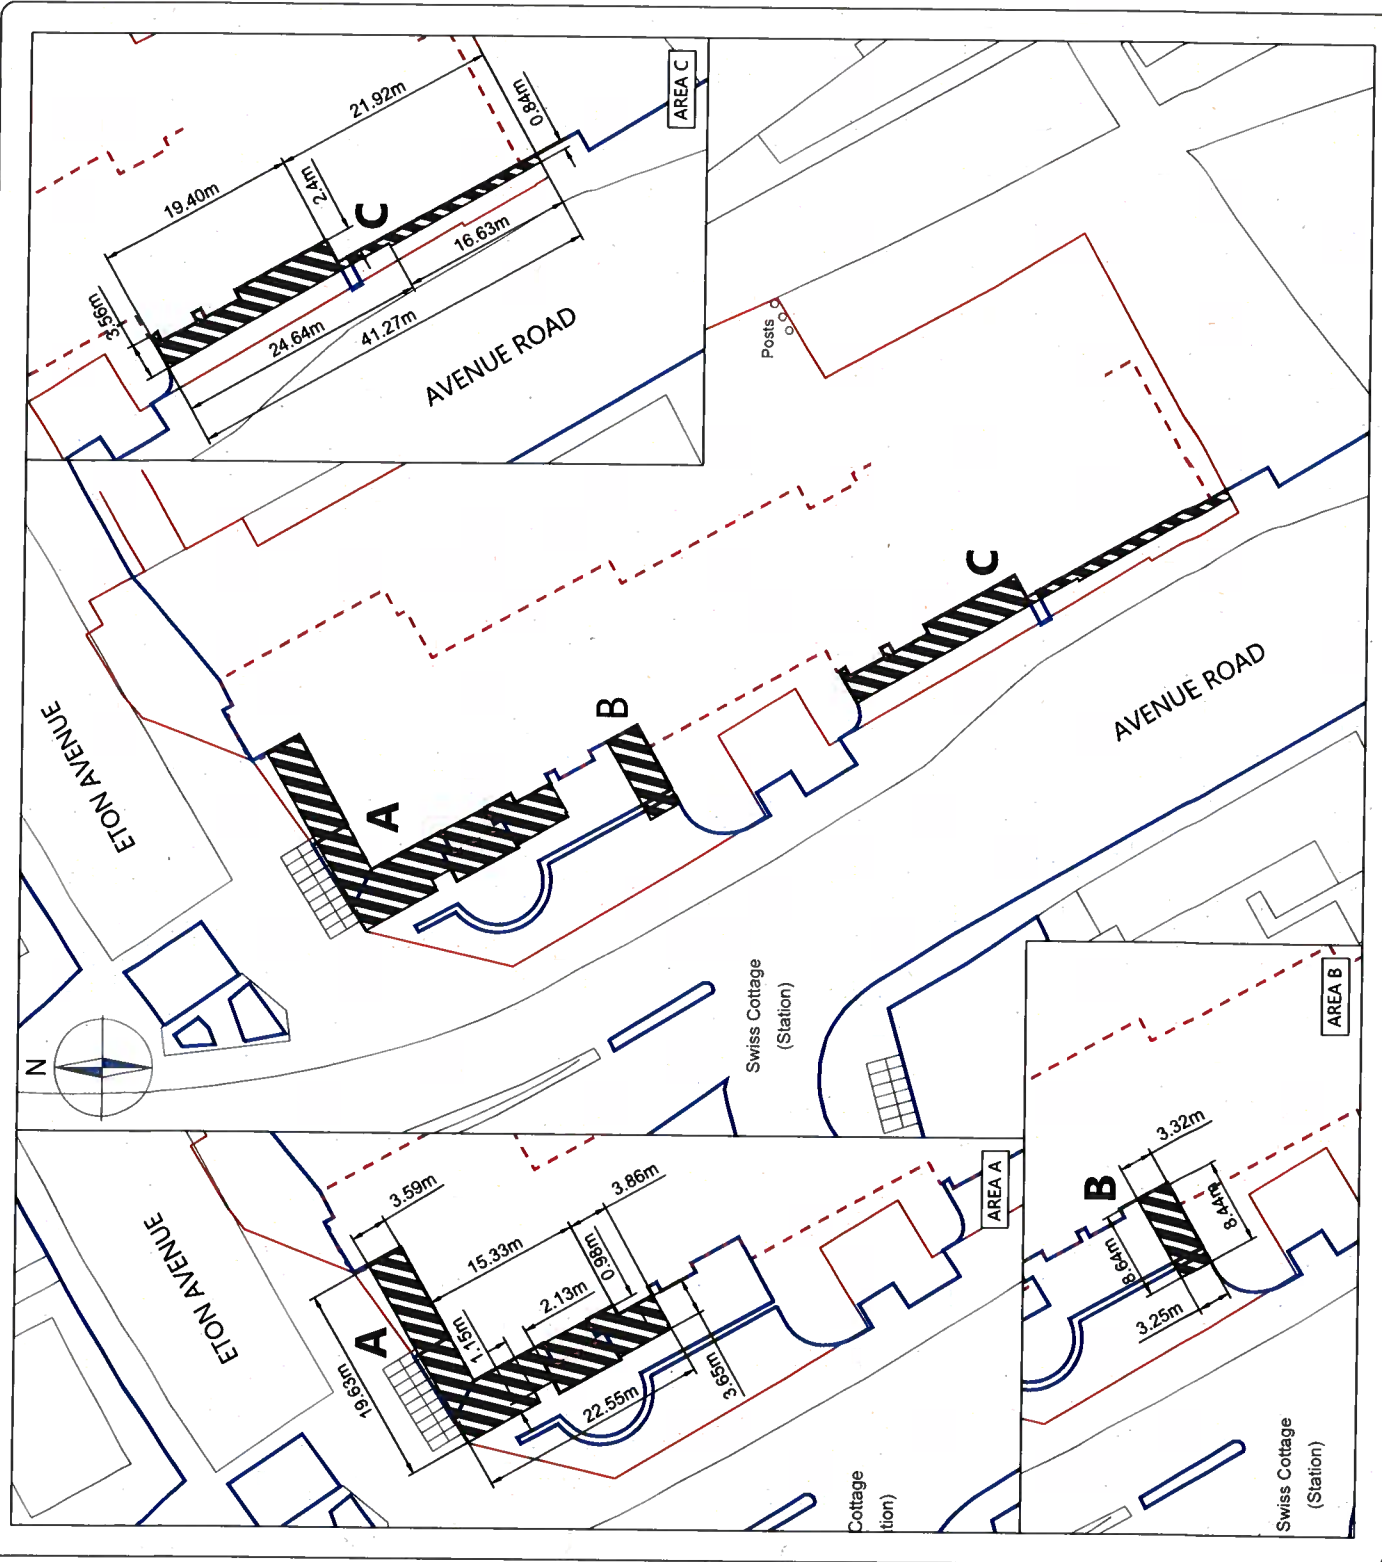 21.92m
0.84m
AREA C
19.40m
2.4m
C
16.63m
3.56m
24.64m
41.27m
AVENUE ROAD
Posts
C
ETON AVENUE
B
A
AVENUE ROAD
N
Swiss Cottage
(Station)
ETON AVENUE
3.59m
3.86m
15.33m
0.98m
2.13m
1.15m
A
19.63m
22.55m
3.65m
AREA A
Cottage
tion)
AREA B
B
3.32m
8.64m
8.44m
3.25m
Swiss Cottage
(Station)